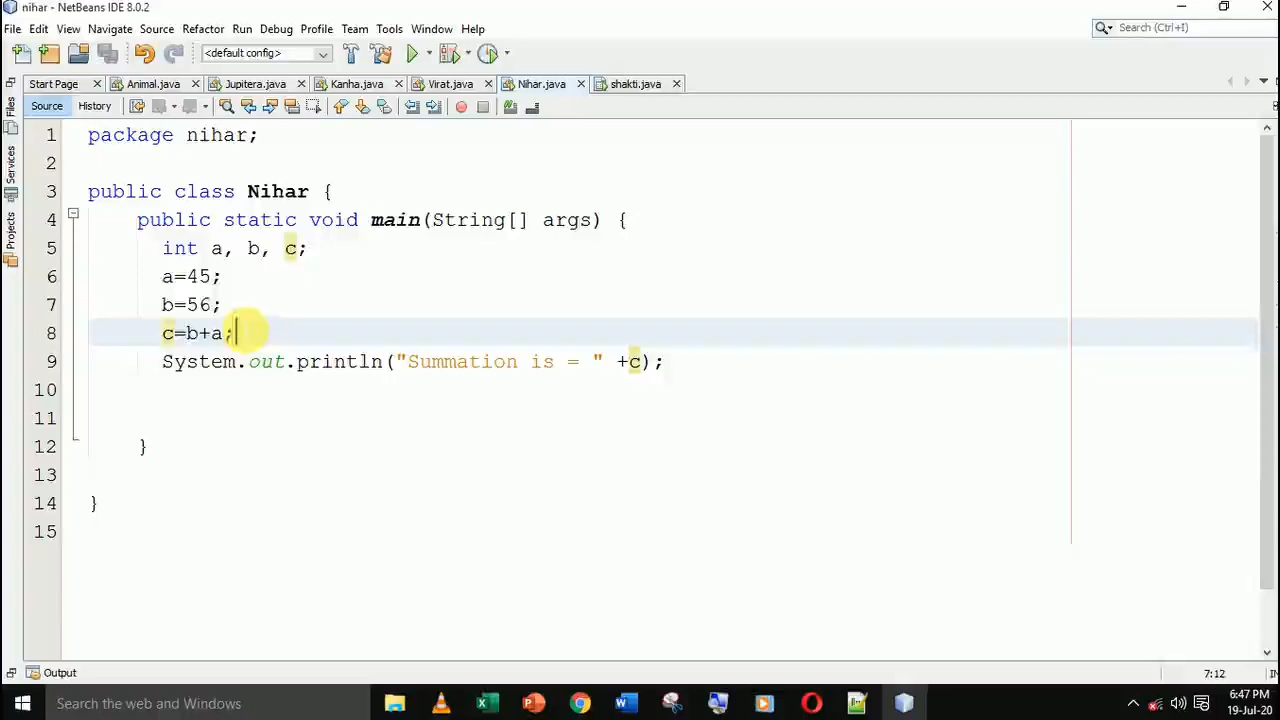 nihar - NetBeans IDE 8.0.2
File Edit View Navigate Source Refactor Run Debug Profile Team Tools Window Help
Search (Ctrl+I)
<default config>
Start Page Animal.java Jupitera.java Kanha.java Virat.java Nihar.java shakti.java
Source History
Files
Services
Projects
1 package nihar;
2
3 public class Nihar {
4 public static void main(String[] args) {
5 int a, b, c;
6 a=45;
7 b=56;
8 c=b+a;
9 System.out.println("Summation is = " +c);
10
11
12 }
13
14 }
15
Output
7:12
Search the web and Windows
6:47 PM
19-Jul-20